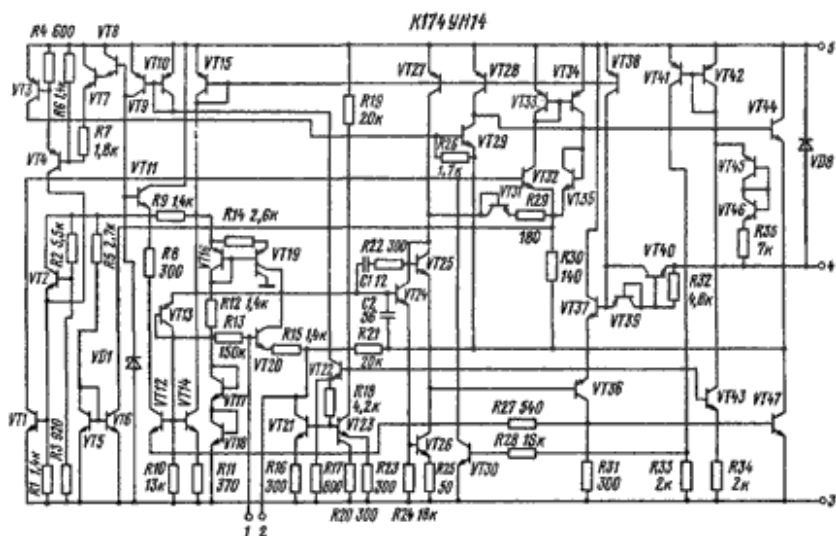 К174УН14
R4 600
VT8
VT10
VT15
VT27
VT28
VT34
VT38
5
VT3
R6 1,4к
VT7
VT9
R19
20к
VT33
VT41
VT42
VT44
VT4
R7
1,8к
VT29
R26
1,7к
VT11
VT32
VT45
VD8
R9 1,4к
VT31
R29
VT35
VT46
R14 2,6к
180
R35
7к
R2 5,5к
R5 2,7к
R8
300
VT16
VT19
R22 300
VT25
R30
140
VT40
4
VT2
C1 12
VT24
R32
4,8к
R12 1,4к
C2
56
VT37
VT39
VT13
R13
150к
R15 1,4к
R21
20к
VD1
VT20
VT22
VT36
VT12
VT14
VT17
R18
4,2к
VT43
VT47
VT1
R3 820
VT5
VT6
VT18
VT21
VT23
R27 540
VT26
R28 16к
VT30
R1 1,4к
R10
13к
R11
370
R16
300
R17
600
R23
300
R25
50
R31
300
R33
2к
R34
2к
3
R20 300
R24 18к
1
2